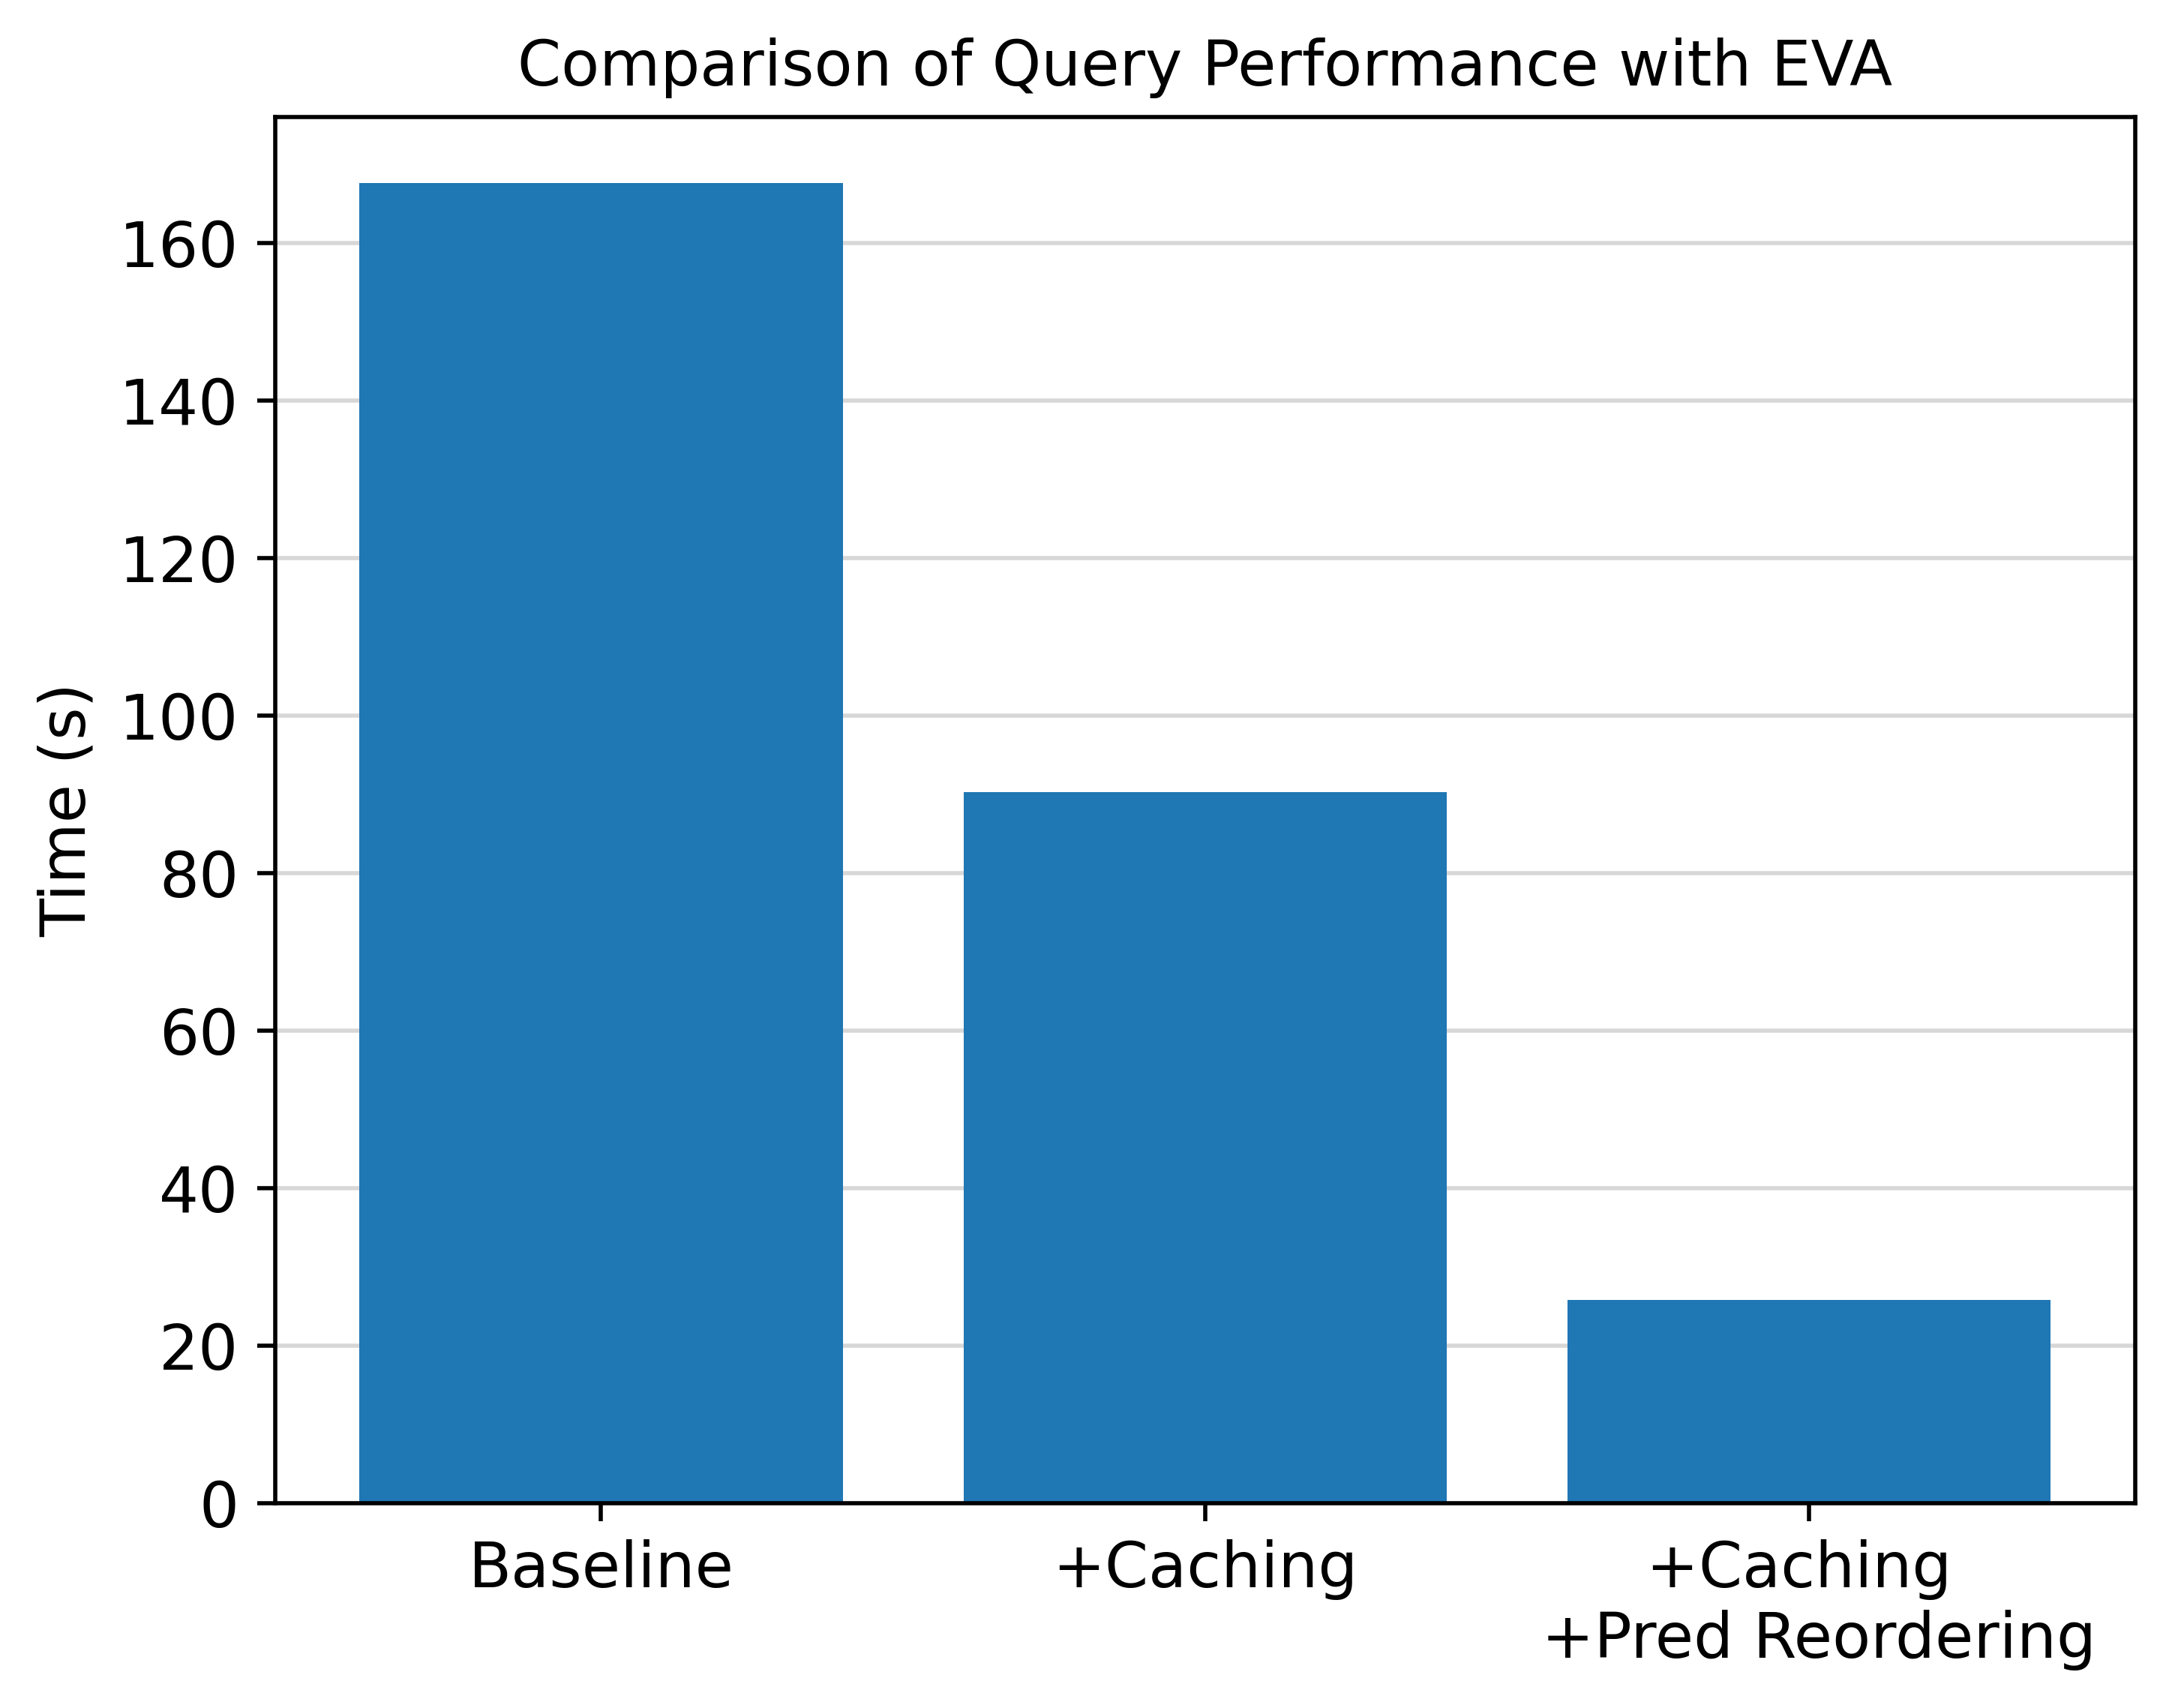 Comparison of Query Performance with EVA
Time (s)
160
140
120
100
80
60
40
20
0
Baseline
+Caching
+Caching
+Pred Reordering